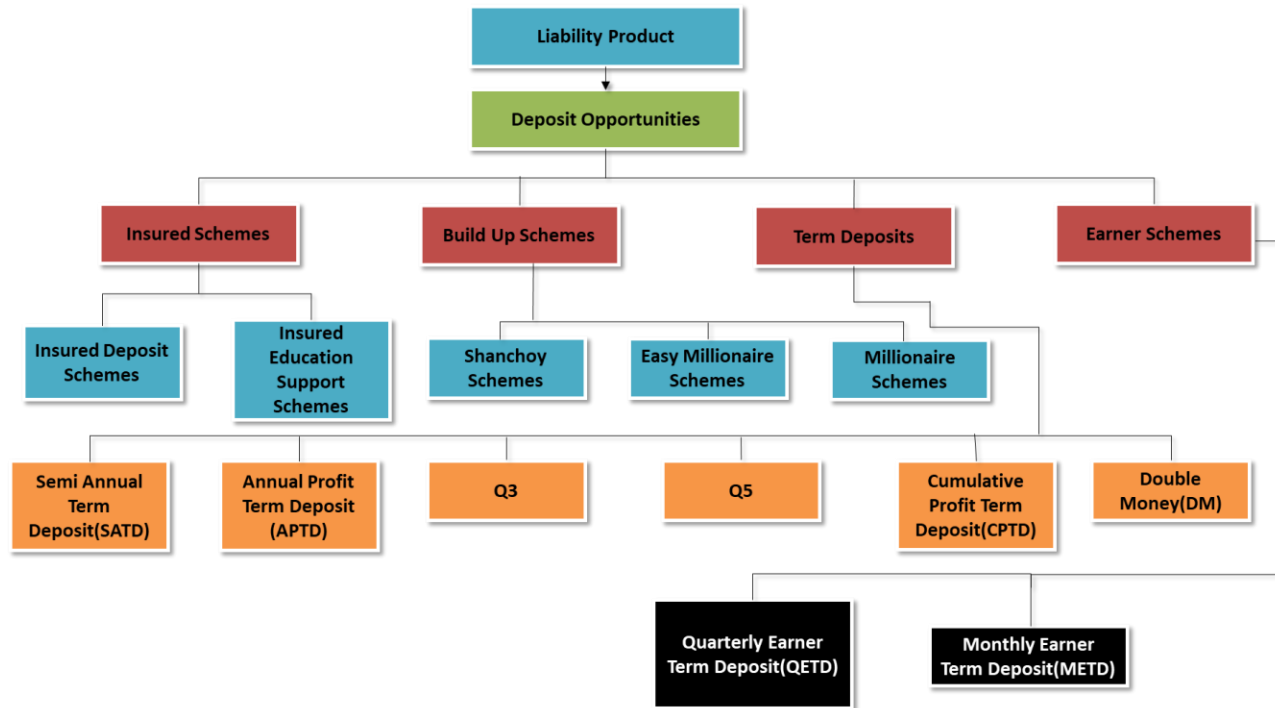 Liability Product
Deposit Opportunities
Insured Schemes
Build Up Schemes
Term Deposits
Earner Schemes
Insured Deposit
Schemes
Insured
Education
Support
Schemes
Shanchoy
Schemes
Easy Millionaire
Schemes
Millionaire
Schemes
Semi Annual
Term
Deposit(SATD)
Annual Profit
Term Deposit
(APTD)
Q3
Q5
Cumulative
Profit Term
Deposit(CPTD)
Double
Money(DM)
Quarterly Earner
Term Deposit(QETD)
Monthly Earner
Term Deposit(METD)